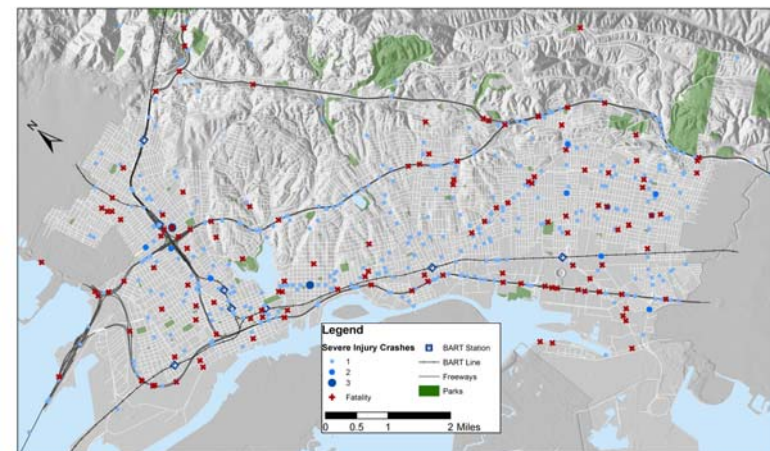 N
Legend
Severe Injury Crashes
1
2
3
Fatality
BART Station
BART Line
Freeways
Parks
0 0.5 1 2 Miles